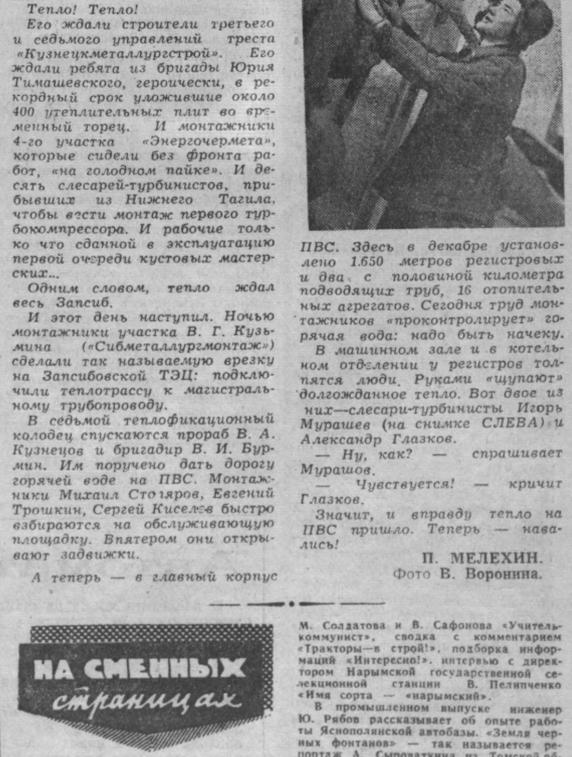 Тепло! Тепло!
Его ждали строители третьего
и седьмого управлений треста
«Кузнецкметаллургстрой». Его
ждали ребята из бригады Юрия
Тимашевского, героически, в ре-
кордный срок уложившие около
400 утеплительных плит во вре-
менный торец. И монтажники
4-го участка «Энергочермета»,
которые сидели без фронта ра-
бот, «на голодном пайке». И де-
сять слесарей-турбинистов, при-
бывших из Нижнего Тагила,
чтобы вести монтаж первого тур-
бокомпрессора. И рабочие толь-
ко что сданной в эксплуатацию
первой очереди кустовых мастер-
ских...
Одним словом, тепло ждал
весь Запсиб.
И этот день наступил. Ночью
монтажники участка В. Г. Кузь-
мина («Сибметаллургмонтаж»)
сделали так называемую врезку
на Запсибовской ТЭЦ: подклю-
чили теплотрассу к магистраль-
ному трубопроводу.
В седьмой теплофикационный
колодец спускаются прораб В. А.
Кузнецов и бригадир В. И. Бур-
мин. Им поручено дать дорогу
горячей воде на ПВС. Монтаж-
ники Михаил Столяров, Евгений
Трошкин, Сергей Киселев быстро
взбираются на обслуживающую
площадку. Впятером они откры-
вают задвижки.
А теперь — в главный корпус
ПВС. Здесь в декабре установ-
лено 1.650 метров регистровых
и два с половиной километра
подводящих труб, 16 отопитель-
ных агрегатов. Сегодня труд мон-
тажников «проконтролирует» го-
рячая вода: надо быть начеку.
В машинном зале и в котель-
ном отделении у регистров тол-
пятся люди. Руками «щупают»
долгожданное тепло. Вот двое из
них—слесари-турбинисты Игорь
Мурашев (на снимке СЛЕВА) и
Александр Глазков.
— Ну, как? — спрашивает
Мурашов.
— Чувствуется! — кричит
Глазков.
Значит, и вправду тепло на
ПВС пришло. Теперь — нава-
лись!
П. МЕЛЕХИН.
Фото В. Воронина.
НА СМЕННЫХ
страницах
М. Солдатова и В. Сафонова «Учитель-
коммунист», сводка с комментарием
«Тракторы—в строй!», подборка инфор-
маций «Интересно!», интервью с дирек-
тором Нарымской государственной се-
лекционной станции В. Пелипченко
«Имя сорта — «нарымский».
В промышленном выпуске инженер
Ю. Рябов рассказывает об опыте рабо-
ты Яснополянской автобазы. «Земля чер-
ных фонтанов» — так называется ре-
портаж А. Сыроваткина из Томской об-